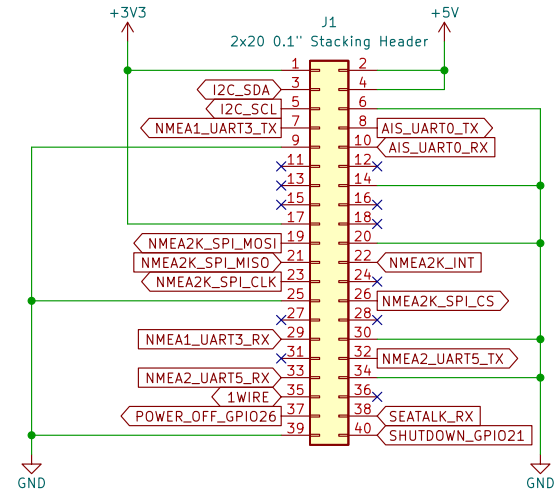 +3V3
J1
+5V
2x20 0.1" Stacking Header
1 2
I2C_SDA 3 4
I2C_SCL 5 6
NMEA1_UART3_TX 7 8 AIS_UART0_TX
9 10 AIS_UART0_RX
11 12
13 14
15 16
17 18
NMEA2K_SPI_MOSI 19 20
NMEA2K_SPI_MISO 21 22 NMEA2K_INT
NMEA2K_SPI_CLK 23 24
25 26 NMEA2K_SPI_CS
27 28
NMEA1_UART3_RX 29 30
31 32 NMEA2_UART5_TX
NMEA2_UART5_RX 33 34
1WIRE 35 36
POWER_OFF_GPIO26 37 38 SEATALK_RX
39 40 SHUTDOWN_GPIO21
GND GND